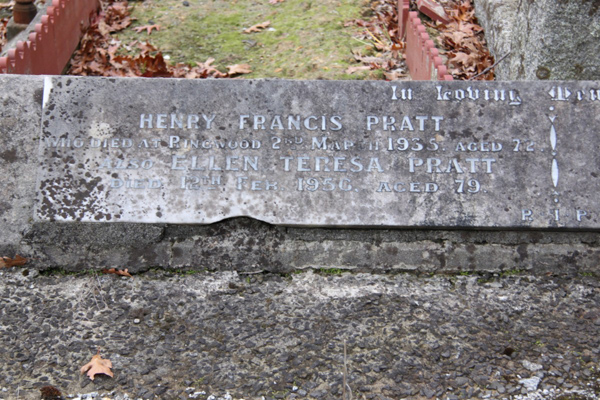 In Loving
HENRY FRANCIS PRATT
WHO DIED AT RINGWOOD 2ND MARCH 1935. AGED 72.
ALSO ELLEN TERESA PRATT
DIED 12TH FEB 1936. AGED 79.
R I P